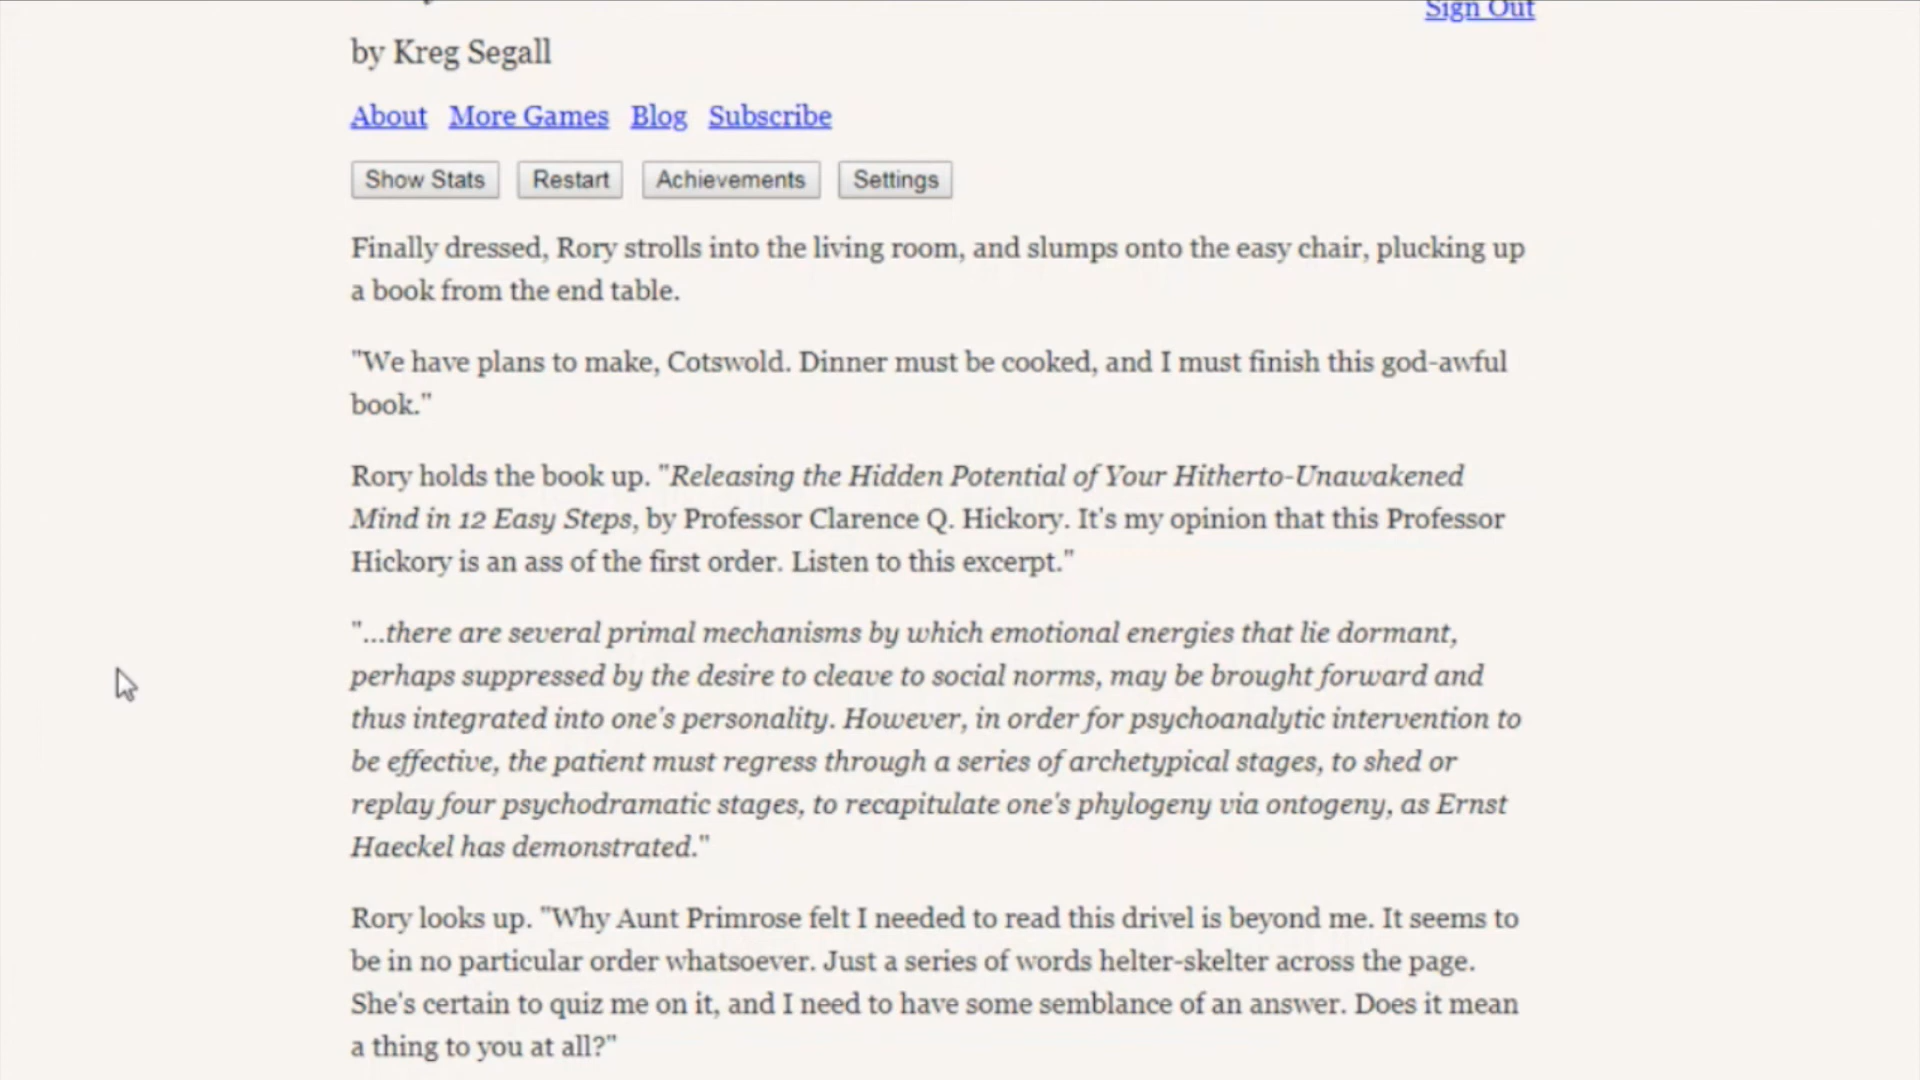 Sign Out
by Kreg Segall
About More Games Blog Subscribe
Show Stats Restart Achievements Settings
Finally dressed, Rory strolls into the living room, and slumps onto the easy chair, plucking up
a book from the end table.
"We have plans to make, Cotswold. Dinner must be cooked, and I must finish this god-awful
book."
Rory holds the book up. "Releasing the Hidden Potential of Your Hitherto-Unawakened
Mind in 12 Easy Steps, by Professor Clarence Q. Hickory. It's my opinion that this Professor
Hickory is an ass of the first order. Listen to this excerpt."
"...there are several primal mechanisms by which emotional energies that lie dormant,
perhaps suppressed by the desire to cleave to social norms, may be brought forward and
thus integrated into one's personality. However, in order for psychoanalytic intervention to
be effective, the patient must regress through a series of archetypical stages, to shed or
replay four psychodramatic stages, to recapitulate one's phylogeny via ontogeny, as Ernst
Haeckel has demonstrated."
Rory looks up. "Why Aunt Primrose felt I needed to read this drivel is beyond me. It seems to
be in no particular order whatsoever. Just a series of words helter-skelter across the page.
She's certain to quiz me on it, and I need to have some semblance of an answer. Does it mean
a thing to you at all?"